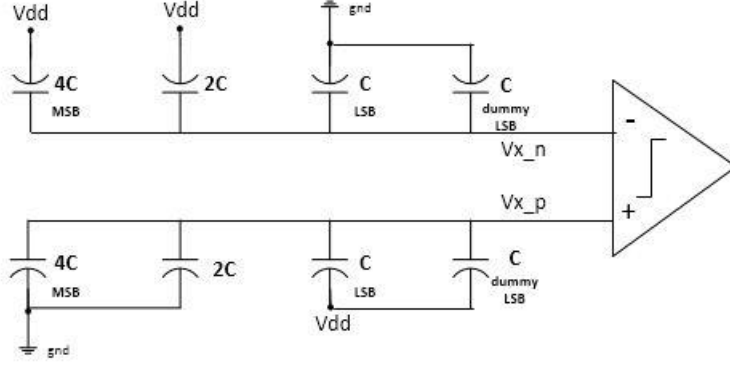 Vdd
Vdd
gnd
4C
MSB
2C
C
LSB
C
dummy
LSB
-
Vx_n
Vx_p
+
4C
MSB
2C
C
LSB
C
dummy
LSB
Vdd
gnd